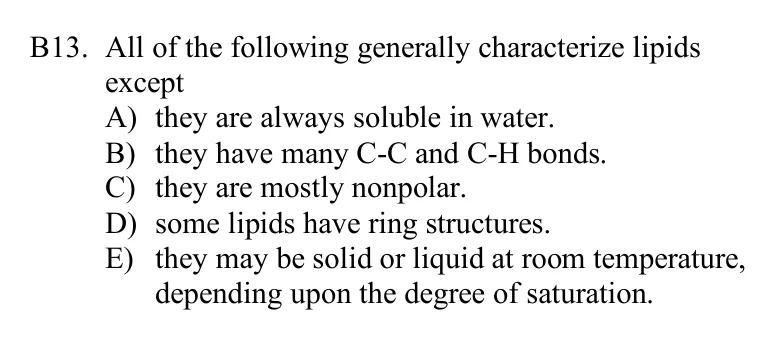 B13. All of the following generally characterize lipids
except
A) they are always soluble in water.
B) they have many C-C and C-H bonds.
C) they are mostly nonpolar.
D) some lipids have ring structures.
E) they may be solid or liquid at room temperature,
depending upon the degree of saturation.